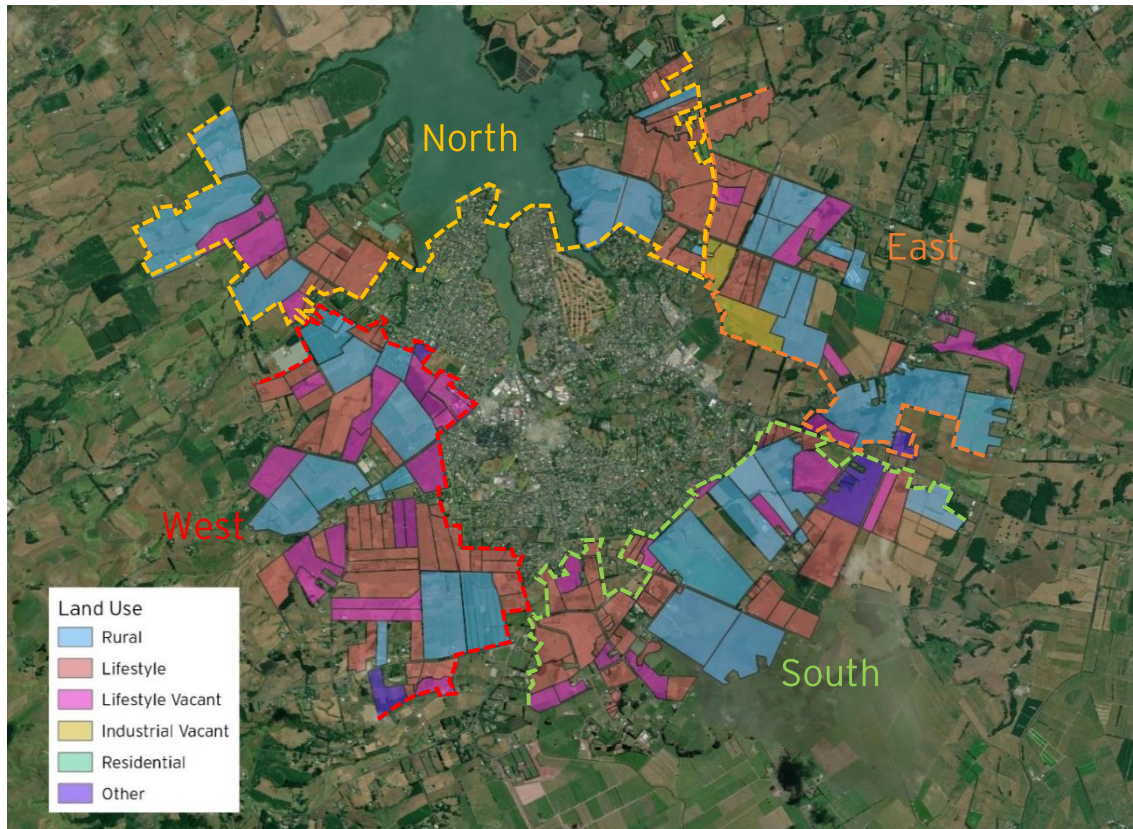 North
East
West
South
Land Use
Rural
Lifestyle
Lifestyle Vacant
Industrial Vacant
Residential
Other